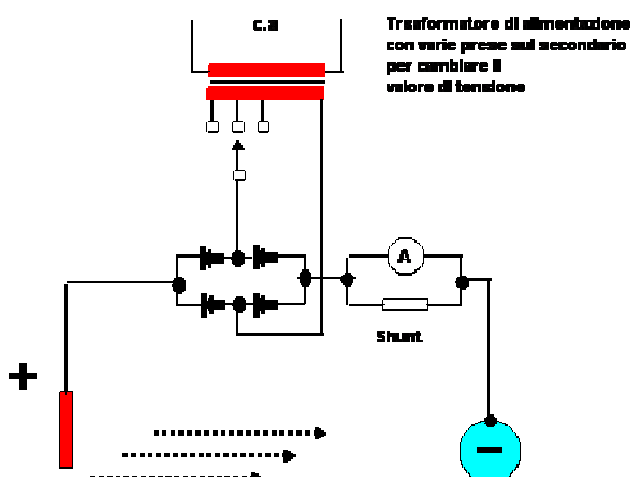 c.a
Trasformatore di alimentazione
con varie prese sul secondario
per cambiare il
valore di tensione
A
Shunt
+
−